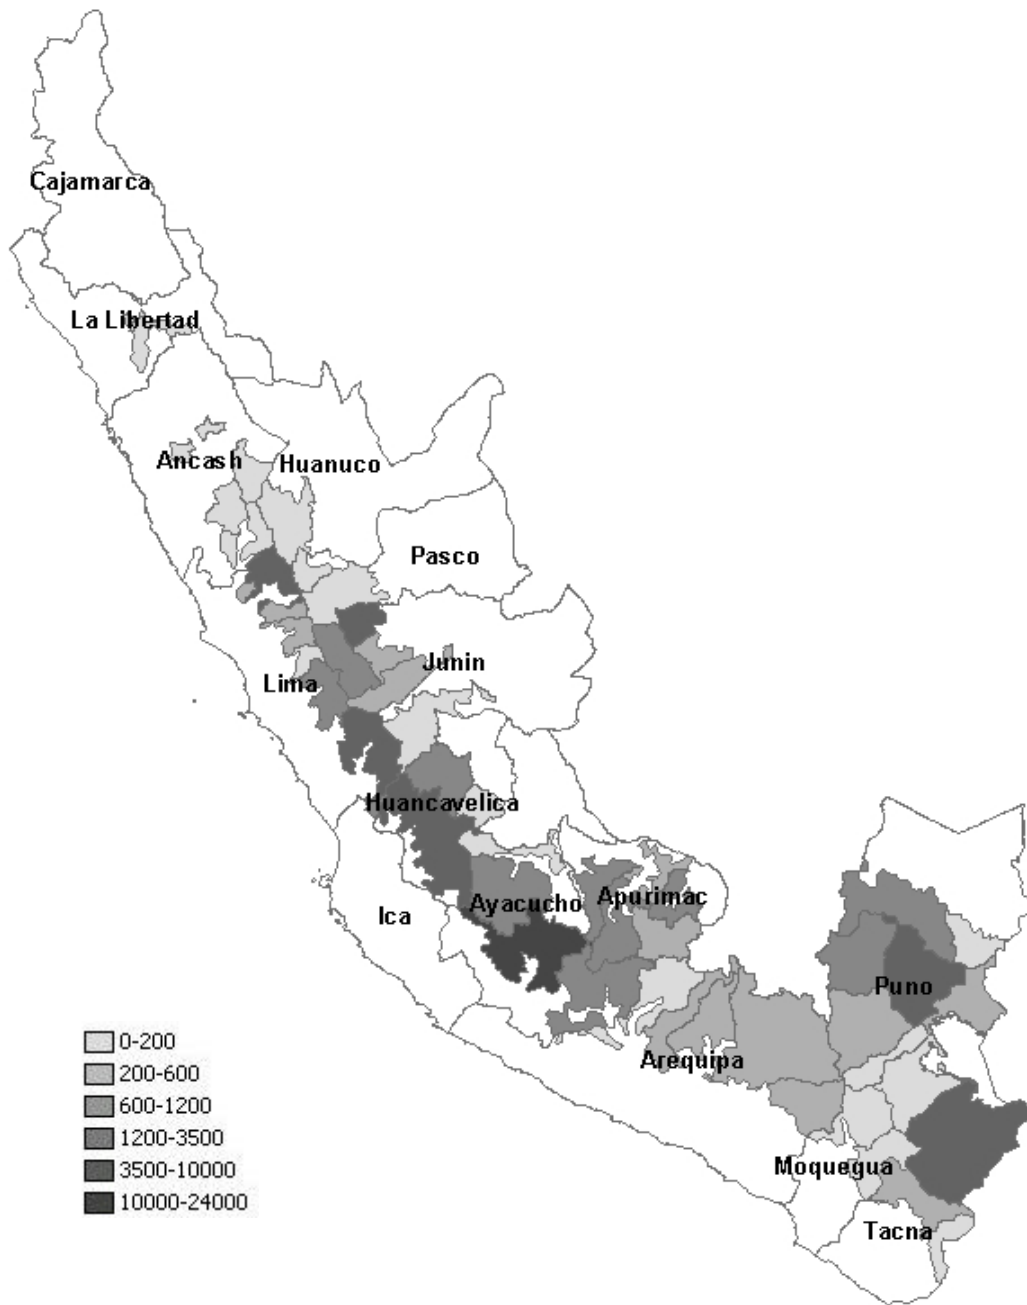 Cajamarca
La Libertad
Ancash
Huanuco
Pasco
Junin
Lima
Huancavelica
Ayacucho
Apurimac
Ica
Puno
Arequipa
Moquegua
Tacna
0-200
200-600
600-1200
1200-3500
3500-10000
10000-24000